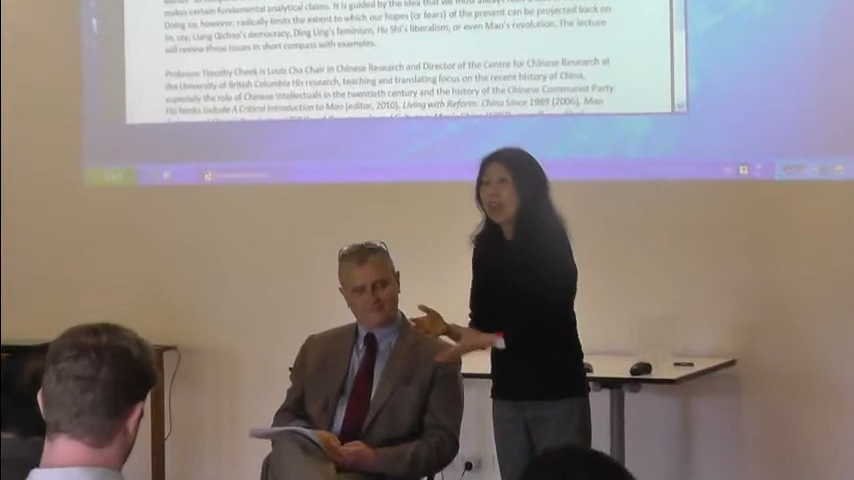 makes certain fundamental analytical claims. It is guided by the idea that we must always
Doing so, however, radically limits the extent to which our hopes (or fears) of the present can be projected back on
to, say, Liang Qichao's democracy, Ding Ling's feminism, Hu Shi's liberalism, or even Mao's revolution. The lecture
will review these issues in short compass with examples.
Professor Timothy Cheek is Louis Cha Chair in Chinese Research and Director of the Centre for Chinese Research at
the University of British Columbia His research, teaching and translating focus on the recent history of China,
especially the role of Chinese intellectuals in the twentieth century and the history of the Chinese Communist Party.
His books include A Critical Introduction to Mao (editor, 2010), Living with Reform: China Since 1989 (2006), Mao